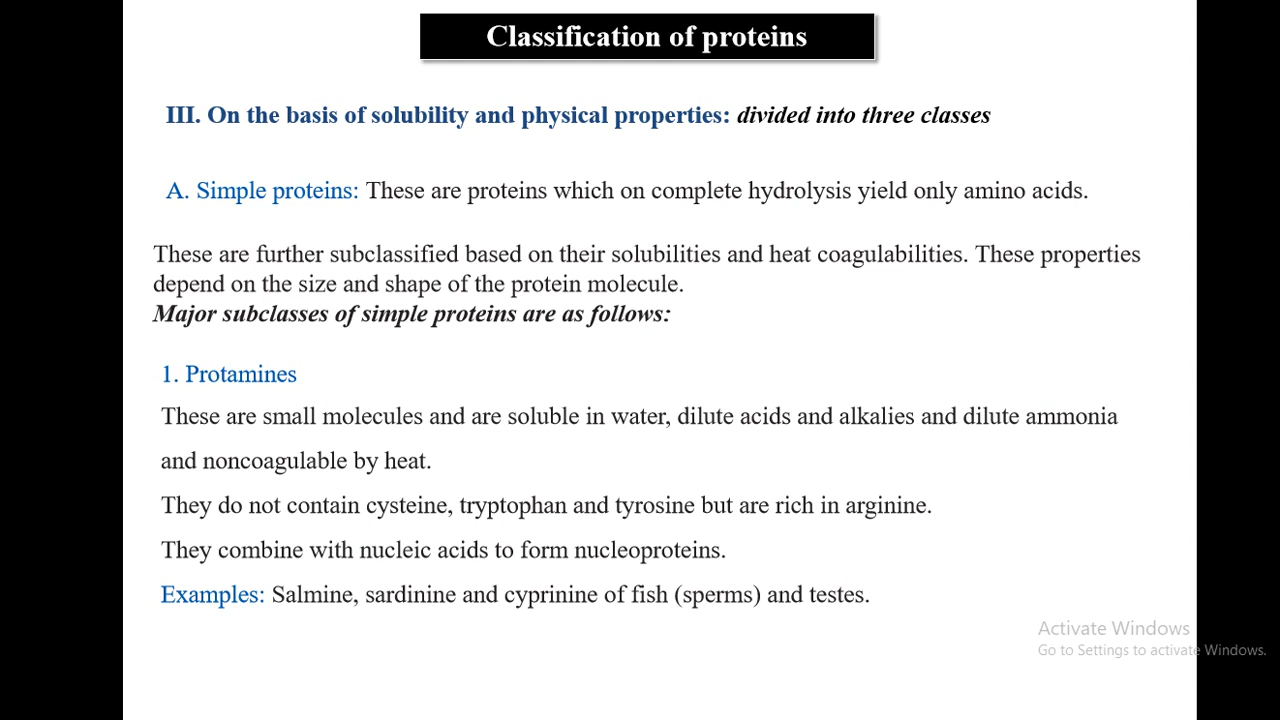 Classification of proteins
III. On the basis of solubility and physical properties: divided into three classes
A. Simple proteins: These are proteins which on complete hydrolysis yield only amino acids.
These are further subclassified based on their solubilities and heat coagulabilities. These properties
depend on the size and shape of the protein molecule.
Major subclasses of simple proteins are as follows:
1. Protamines
These are small molecules and are soluble in water, dilute acids and alkalies and dilute ammonia
and noncoagulable by heat.
They do not contain cysteine, tryptophan and tyrosine but are rich in arginine.
They combine with nucleic acids to form nucleoproteins.
Examples: Salmine, sardinine and cyprinine of fish (sperms) and testes.
Activate Windows
Go to Settings to activate Windows.